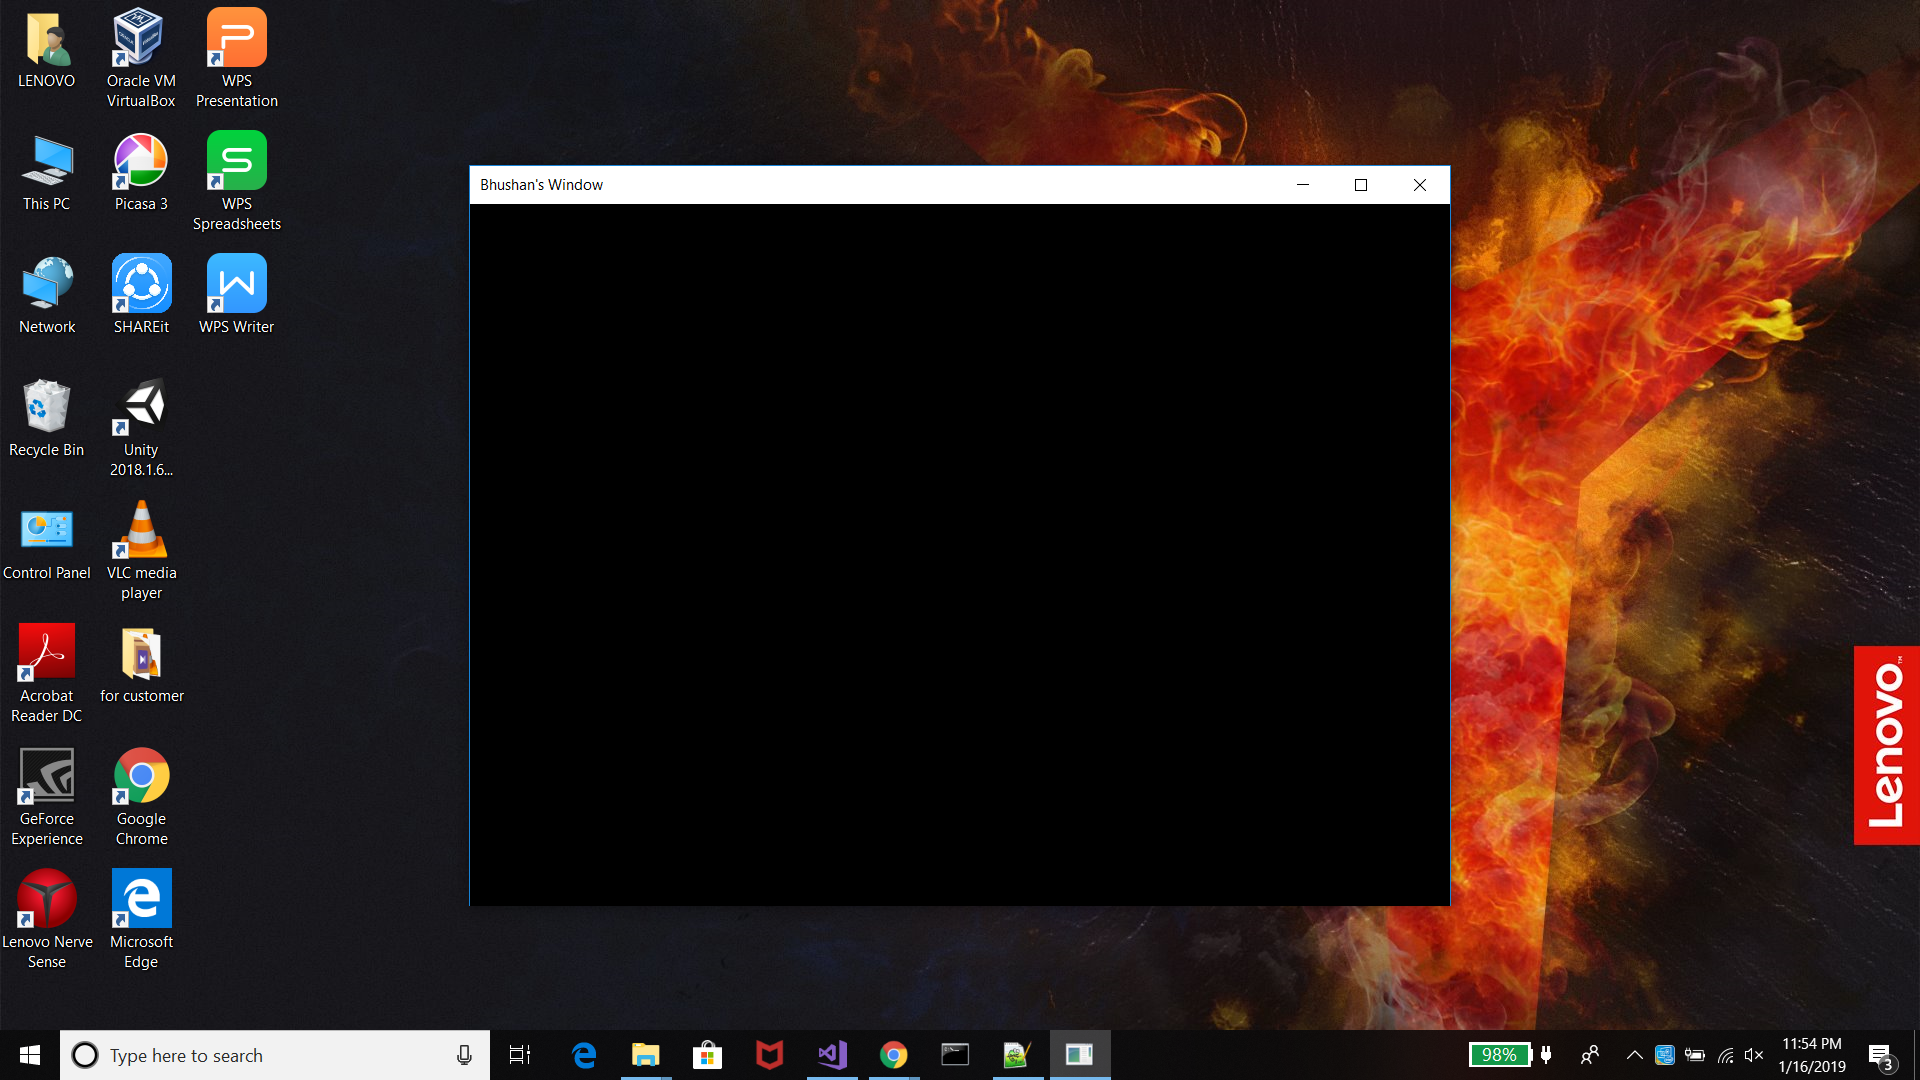 LENOVO
Oracle VM
VirtualBox
WPS
Presentation
This PC
Picasa 3
WPS
Spreadsheets
Network
SHAREit
WPS Writer
Recycle Bin
Unity
2018.1.6...
Control Panel
VLC media
player
Acrobat
Reader DC
for customer
GeForce
Experience
Google
Chrome
Lenovo Nerve
Sense
Microsoft
Edge
Bhushan's Window
Lenovo™
Type here to search
98%
11:54 PM
1/16/2019
3